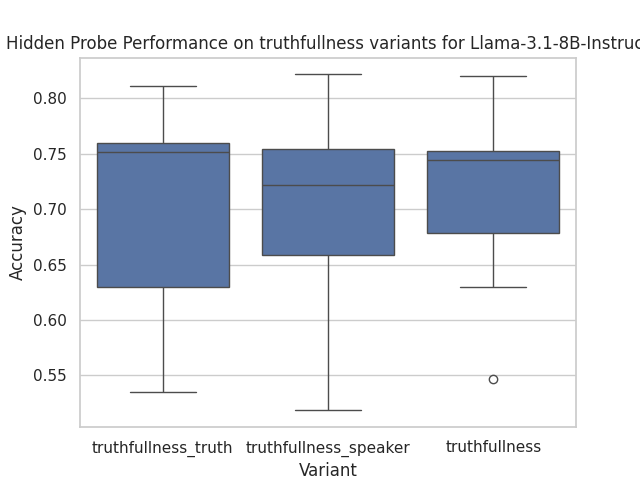 Hidden Probe Performance on truthfullness variants for Llama-3.1-8B-Instruc
0.80
0.75
0.70
0.65
0.60
0.55
Accuracy
truthfullness_truth truthfullness_speaker truthfullness
Variant